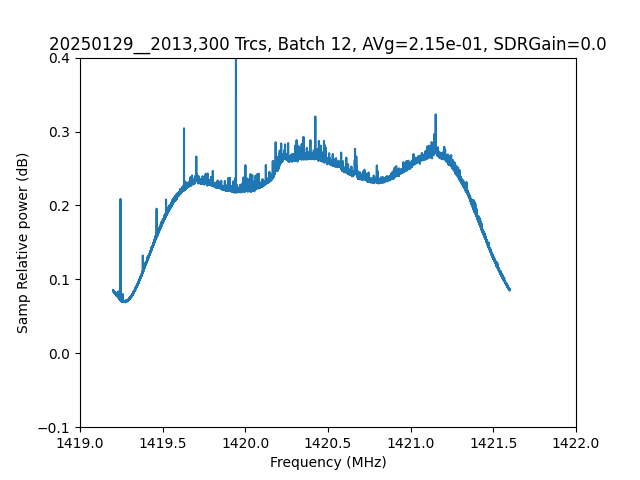 20250129__2013,300 Trcs, Batch 12, AVg=2.15e-01, SDRGain=0.0
0.4
0.3
0.2
0.1
0.0
−0.1
Samp Relative power (dB)
1419.0 1419.5 1420.0 1420.5 1421.0 1421.5 1422.0
Frequency (MHz)